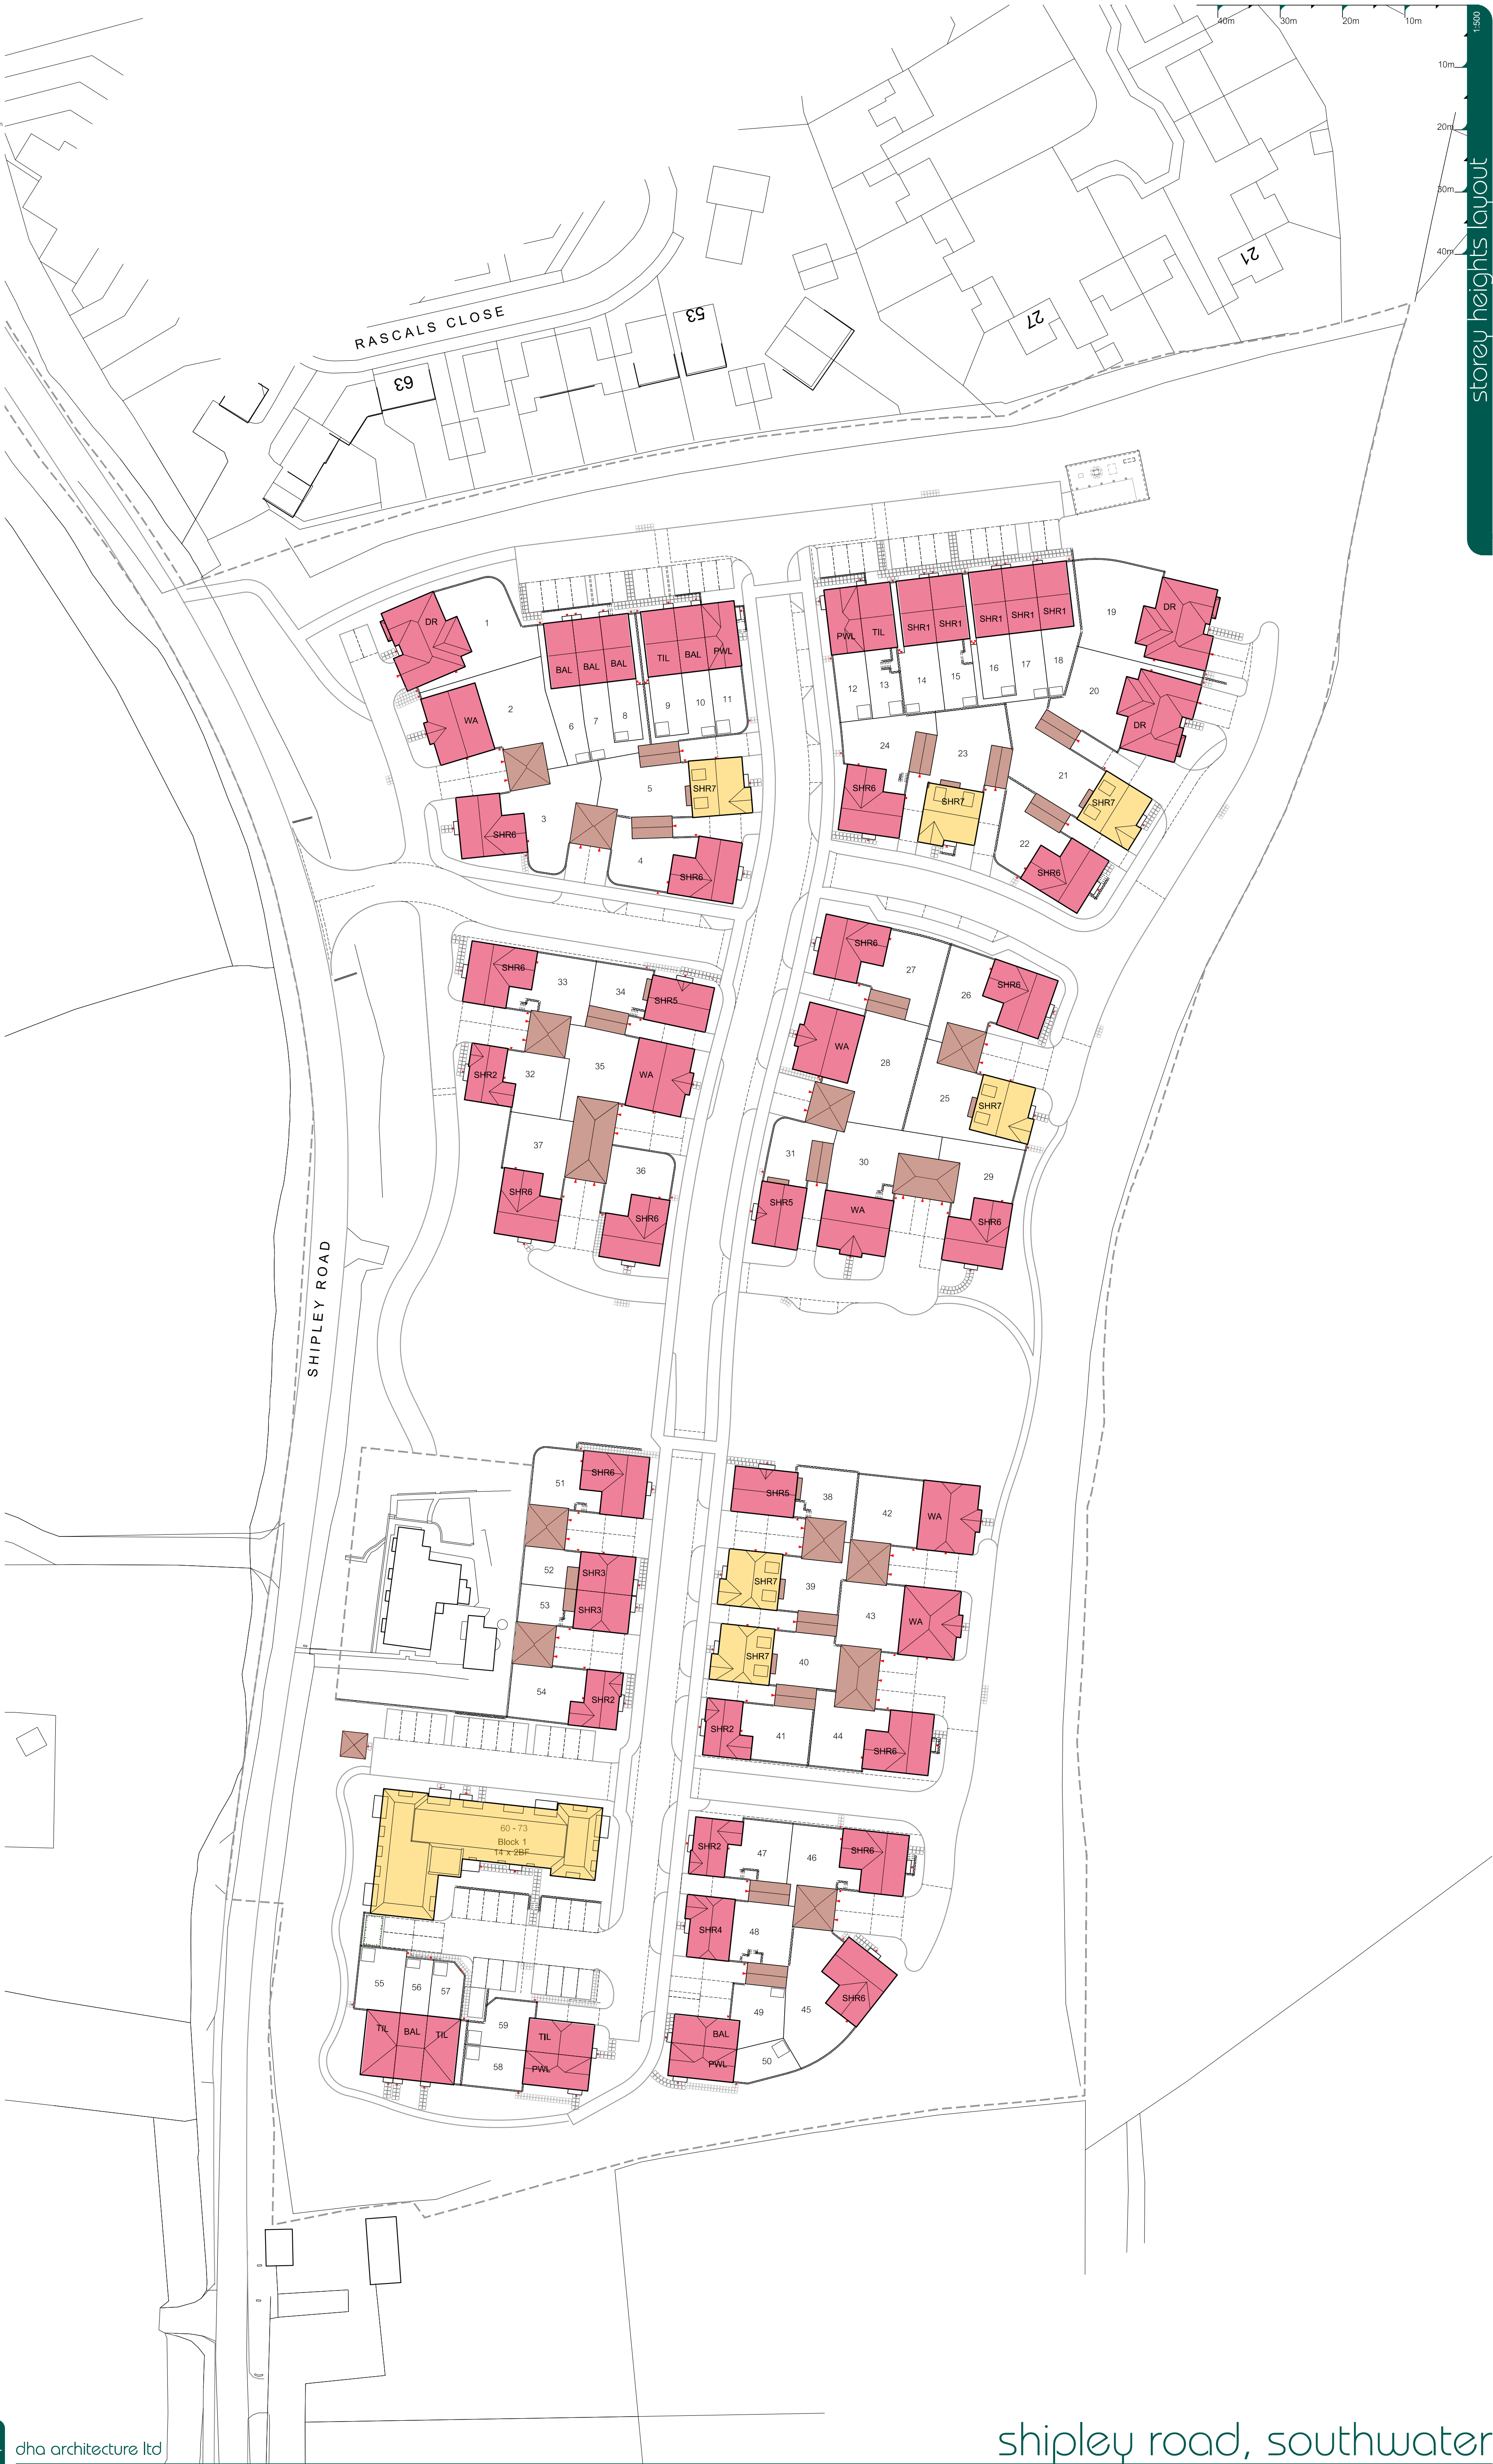 40m
30m
20m
10m
1:500
10m
20m
30m
40m
storey heights layout
21
27
53
RASCALS CLOSE
63
DR
1
BAL
BAL
BAL
TIL
BAL
PWL
PWL
TIL
SHR1
SHR1
SHR1
SHR1
SHR1
19
DR
WA
2
6
7
8
9
10
11
12
13
14
15
16
17
18
20
DR
SHR6
3
5
SHR7
4
SHR6
24
23
SHR6
SHR7
21
SHR7
22
SHR6
SHR6
33
34
SHR5
SHR6
27
26
SHR6
SHR2
32
35
WA
WA
28
25
SHR7
37
36
SHR6
SHR6
31
30
29
SHR5
WA
SHR6
SHIPLEY ROAD
51
SHR6
SHR5
38
42
WA
52
SHR3
53
SHR3
SHR7
39
43
WA
54
SHR2
SHR7
40
SHR2
41
44
SHR6
60 - 73
Block 1
14 x 2BF
SHR2
47
46
SHR6
SHR4
48
55
56
57
49
45
SHR6
TIL
BAL
TIL
59
TIL
58
PWL
BAL
PWL
50
dha architecture ltd
shipley road, southwater